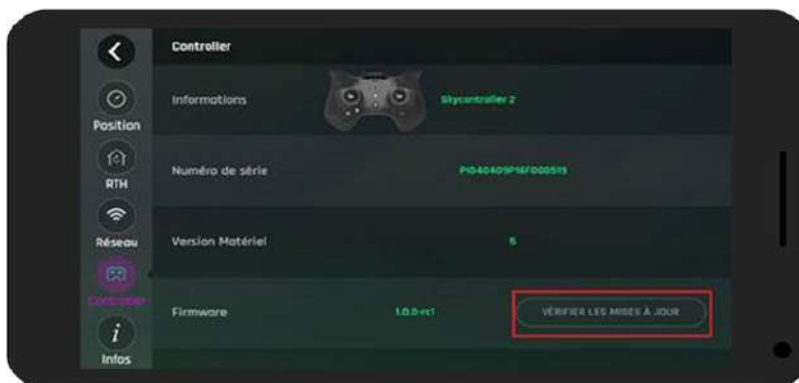 Controller
Position
Informations
Skycontroller 2
RTH
Numéro de série
Réseau
Version Matériel
Controller
Firmware
1.0.0-rc1
VÉRIFIER LES MISES À JOUR
Infos